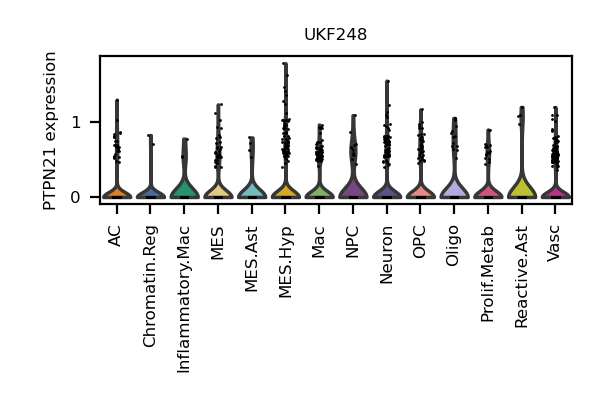 UKF248
PTPN21 expression
1
0
AC
Chromatin.Reg
Inflammatory.Mac
MES
MES.Ast
MES.Hyp
Mac
NPC
Neuron
OPC
Oligo
Prolif.Metab
Reactive.Ast
Vasc